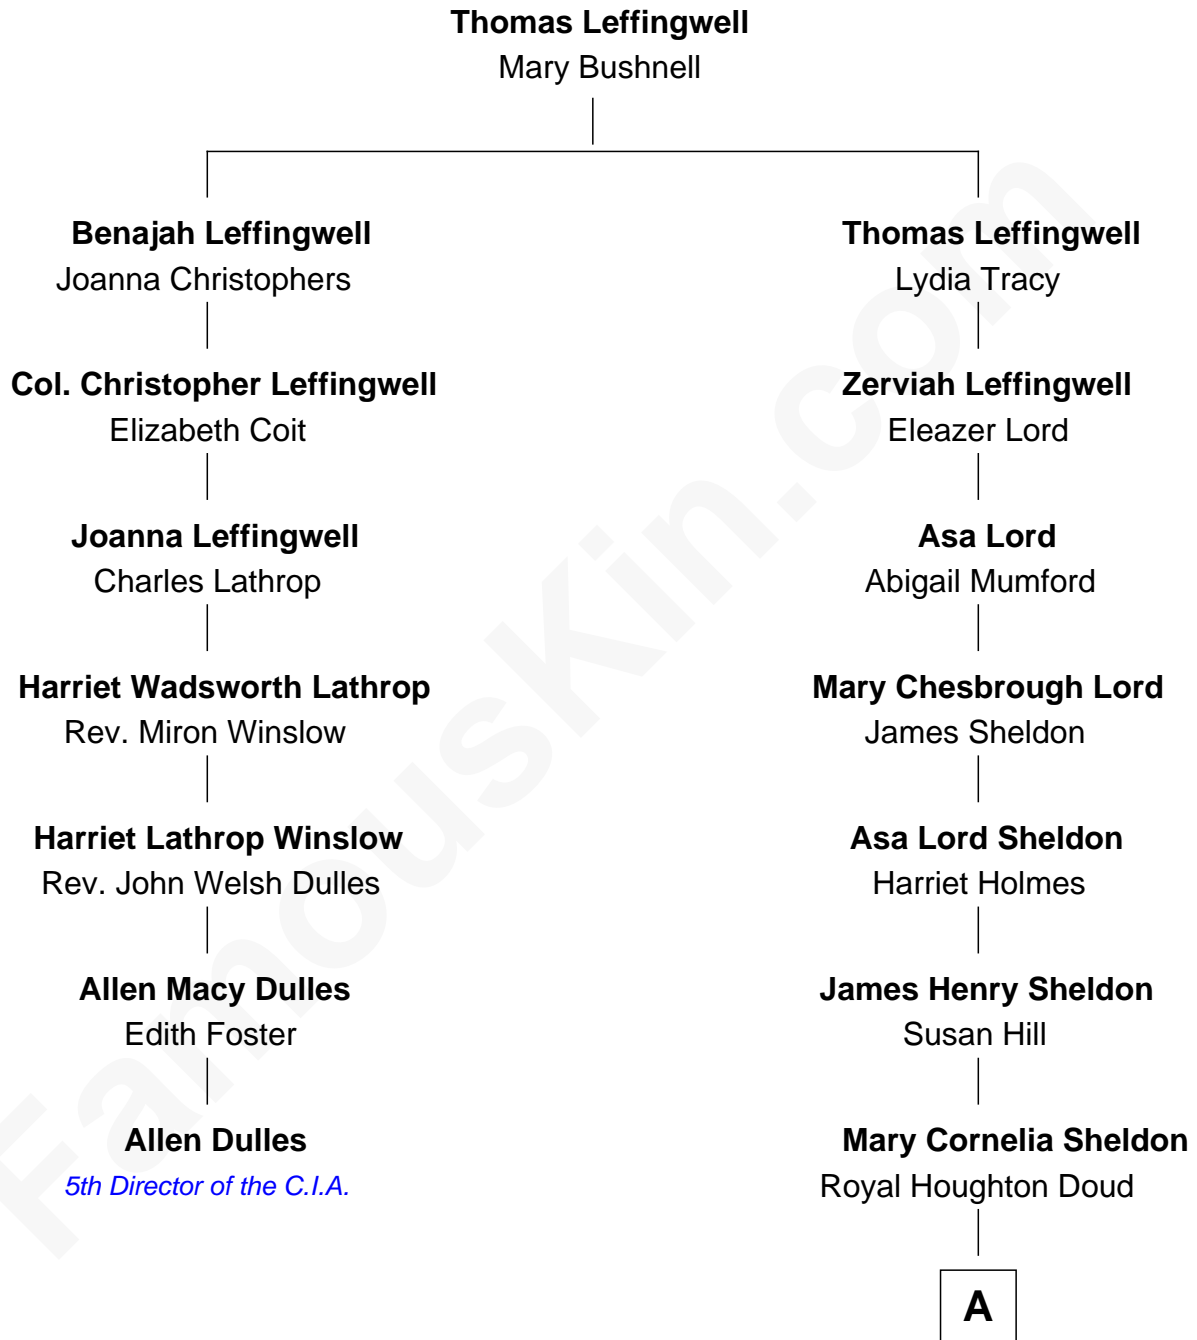 Thomas Leffingwell
Mary Bushnell
Benajah Leffingwell
Joanna Christophers
Thomas Leffingwell
Lydia Tracy
Col. Christopher Leffingwell
Elizabeth Coit
Zerviah Leffingwell
Eleazer Lord
Joanna Leffingwell
Charles Lathrop
Asa Lord
Abigail Mumford
Harriet Wadsworth Lathrop
Rev. Miron Winslow
Mary Chesbrough Lord
James Sheldon
Harriet Lathrop Winslow
Rev. John Welsh Dulles
Asa Lord Sheldon
Harriet Holmes
Allen Macy Dulles
Edith Foster
James Henry Sheldon
Susan Hill
Allen Dulles
5th Director of the C.I.A.
Mary Cornelia Sheldon
Royal Houghton Doud
A
FamousKin.com